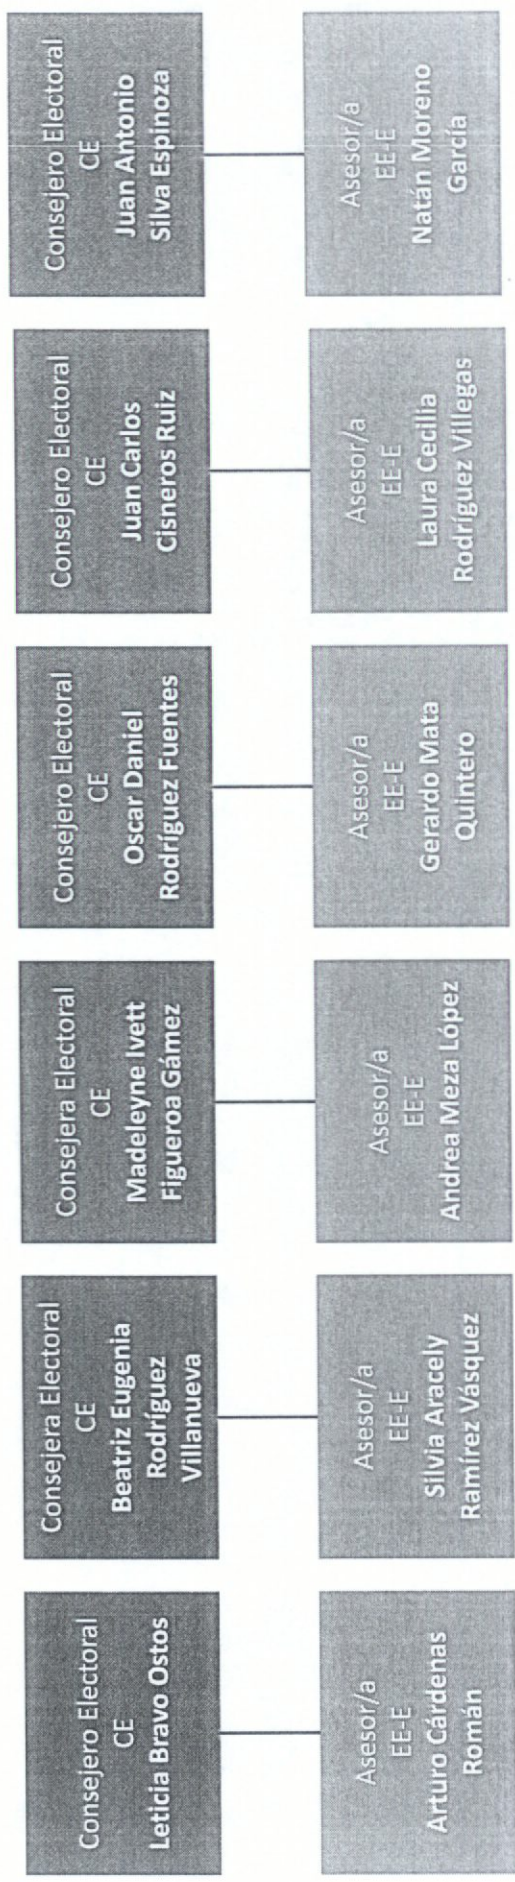 Consejero Electoral
CE
Leticia Bravo Ostos
Consejera Electoral
CE
Beatriz Eugenia
Rodríguez
Villanueva
Consejera Electoral
CE
Madeleyne Ivett
Figueroa Gámez
Consejero Electoral
CE
Oscar Daniel
Rodríguez Fuentes
Consejero Electoral
CE
Juan Carlos
Cisneros Ruiz
Consejero Electoral
CE
Juan Antonio
Silva Espinoza
Asesor/a
EE-E
Arturo Cárdenas
Román
Asesor/a
EE-E
Silvia Aracely
Ramírez Vásquez
Asesor/a
EE-E
Andrea Meza López
Asesor/a
EE-E
Gerardo Mata
Quintero
Asesor/a
EE-E
Laura Cecilia
Rodríguez Villegas
Asesor/a
EE-E
Natán Moreno
García